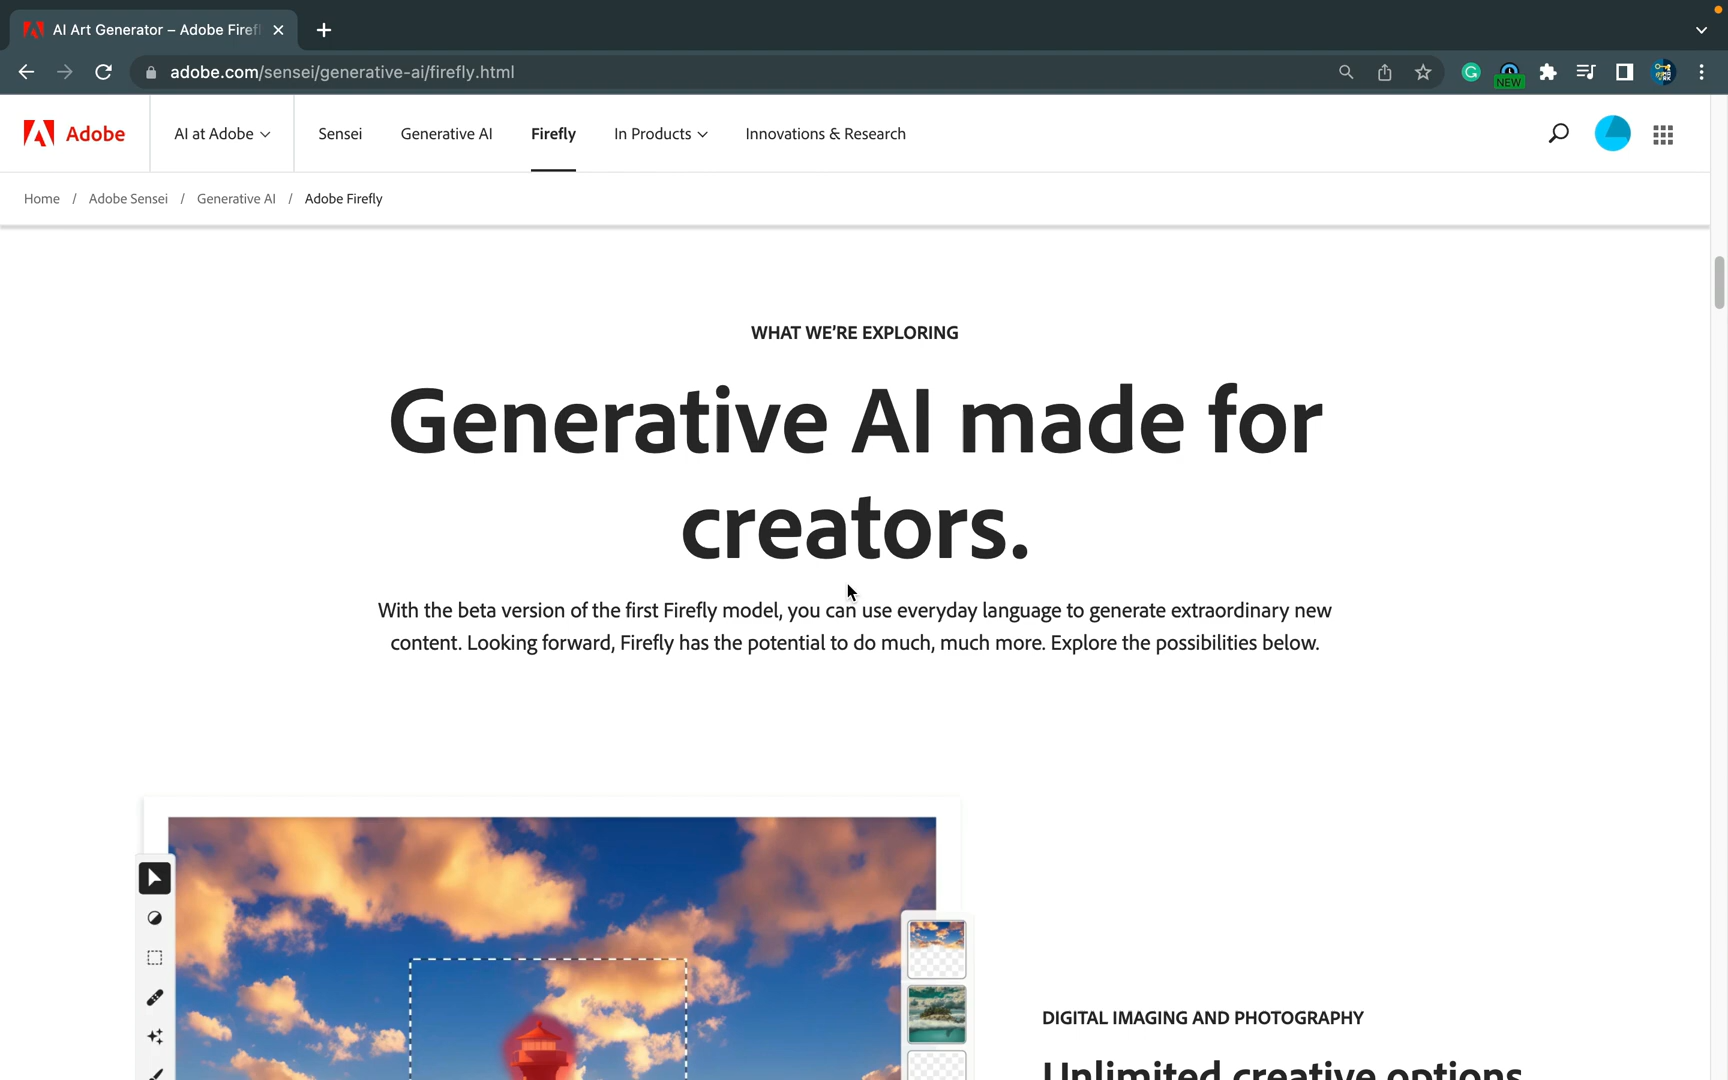 AI Art Generator – Adobe Firefl
adobe.com/sensei/generative-ai/firefly.html
NEW
Adobe
AI at Adobe
Sensei
Generative AI
Firefly
In Products
Innovations & Research
Home / Adobe Sensei / Generative AI / Adobe Firefly
WHAT WE'RE EXPLORING
Generative AI made for
creators.
With the beta version of the first Firefly model, you can use everyday language to generate extraordinary new
content. Looking forward, Firefly has the potential to do much, much more. Explore the possibilities below.
DIGITAL IMAGING AND PHOTOGRAPHY
Unlimited creative options